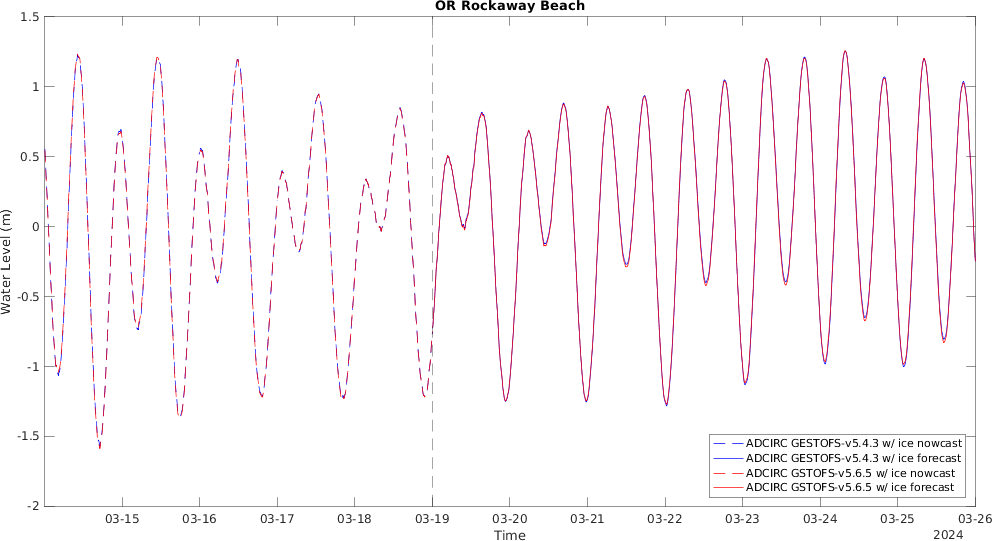 OR Rockaway Beach
1.5
1
0.5
0
-0.5
-1
-1.5
-2
Water Level (m)
03-15 03-16 03-17 03-18 03-19 03-20 03-21 03-22 03-23 03-24 03-25 03-26
Time
2024
ADCIRC GESTOFS-v5.4.3 w/ ice nowcast
ADCIRC GESTOFS-v5.4.3 w/ ice forecast
ADCIRC GSTOFS-v5.6.5 w/ ice nowcast
ADCIRC GSTOFS-v5.6.5 w/ ice forecast